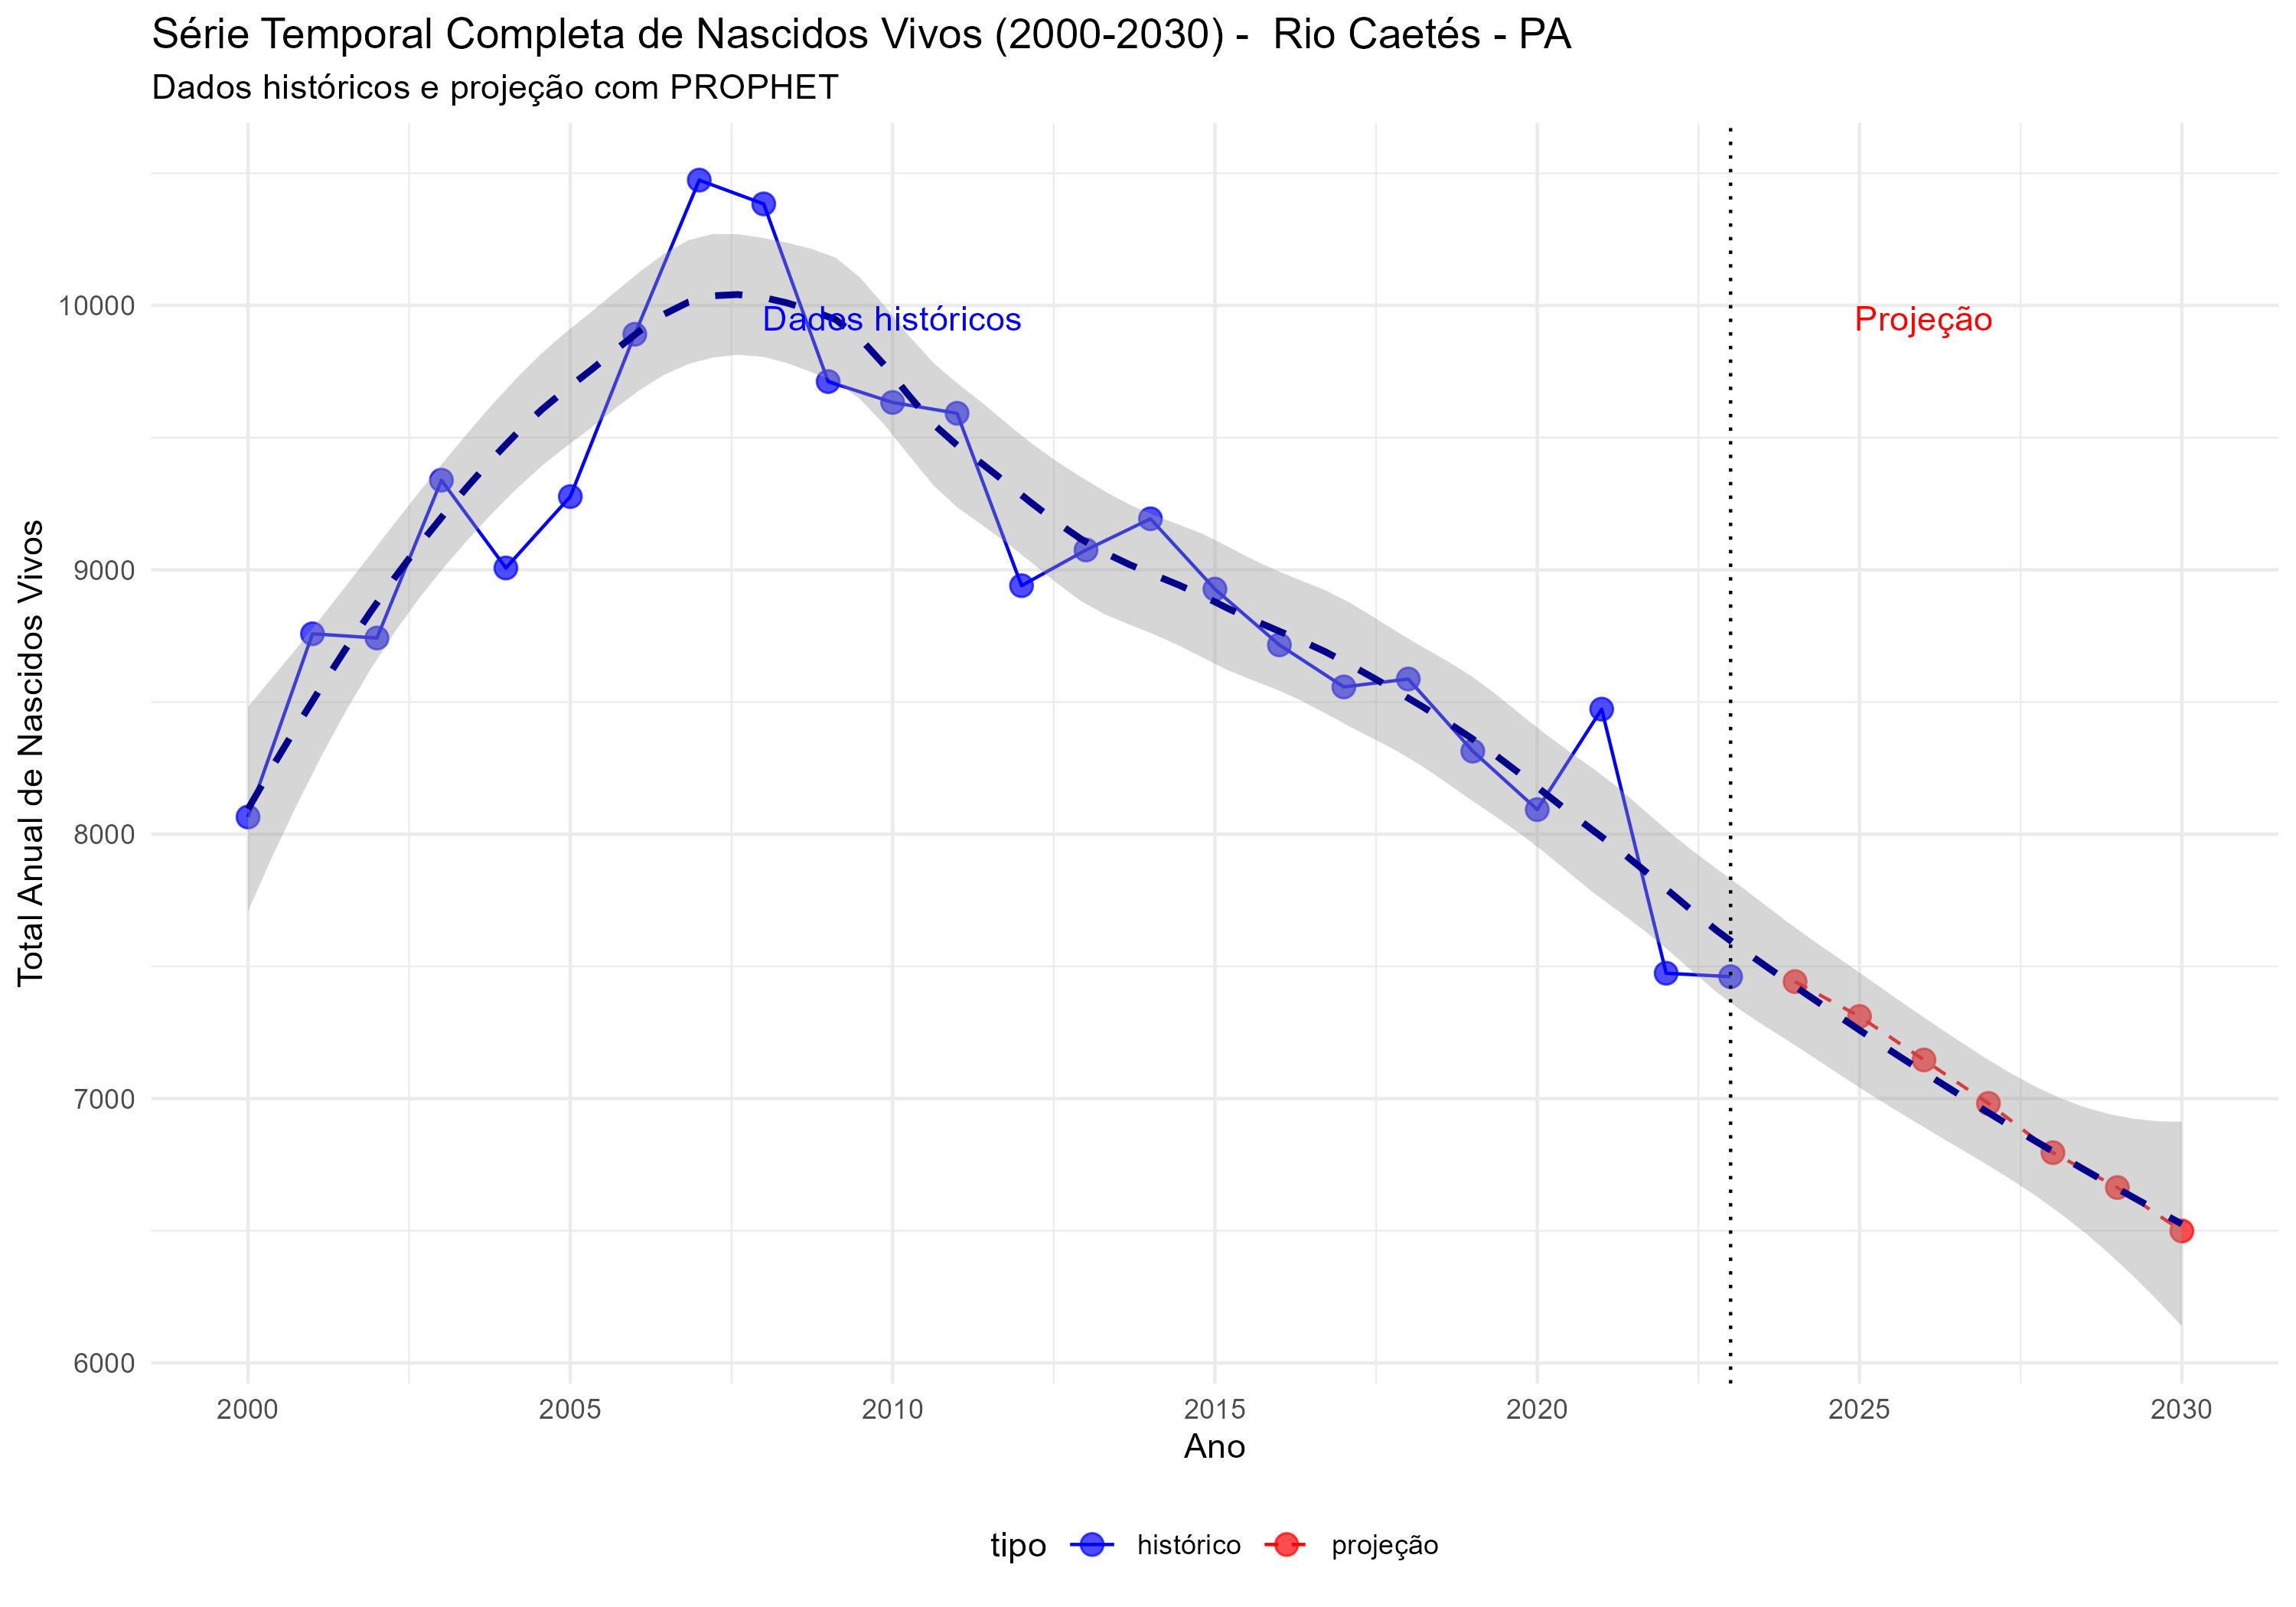 Série Temporal Completa de Nascidos Vivos (2000-2030) -  Rio Caetés - PA
Dados históricos e projeção com PROPHET
Total Anual de Nascidos Vivos
10000
9000
8000
7000
6000
Dados históricos
Projeção
2000 2005 2010 2015 2020 2025 2030
Ano
tipo histórico projeção